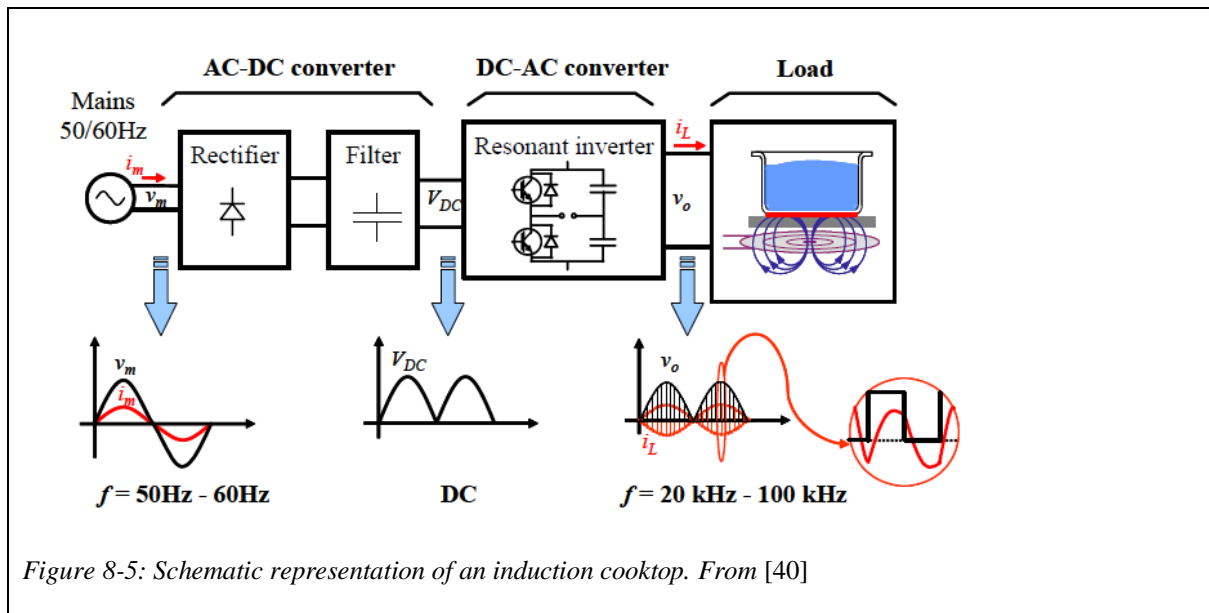 AC-DC converter
DC-AC converter
Load
Mains
50/60Hz
i_m
v_m
Rectifier
Filter
V_DC
Resonant inverter
i_L
v_o
v_m
i_m
V_DC
v_o
i_L
f = 50Hz - 60Hz
DC
f = 20 kHz - 100 kHz
Figure 8-5: Schematic representation of an induction cooktop. From [40]